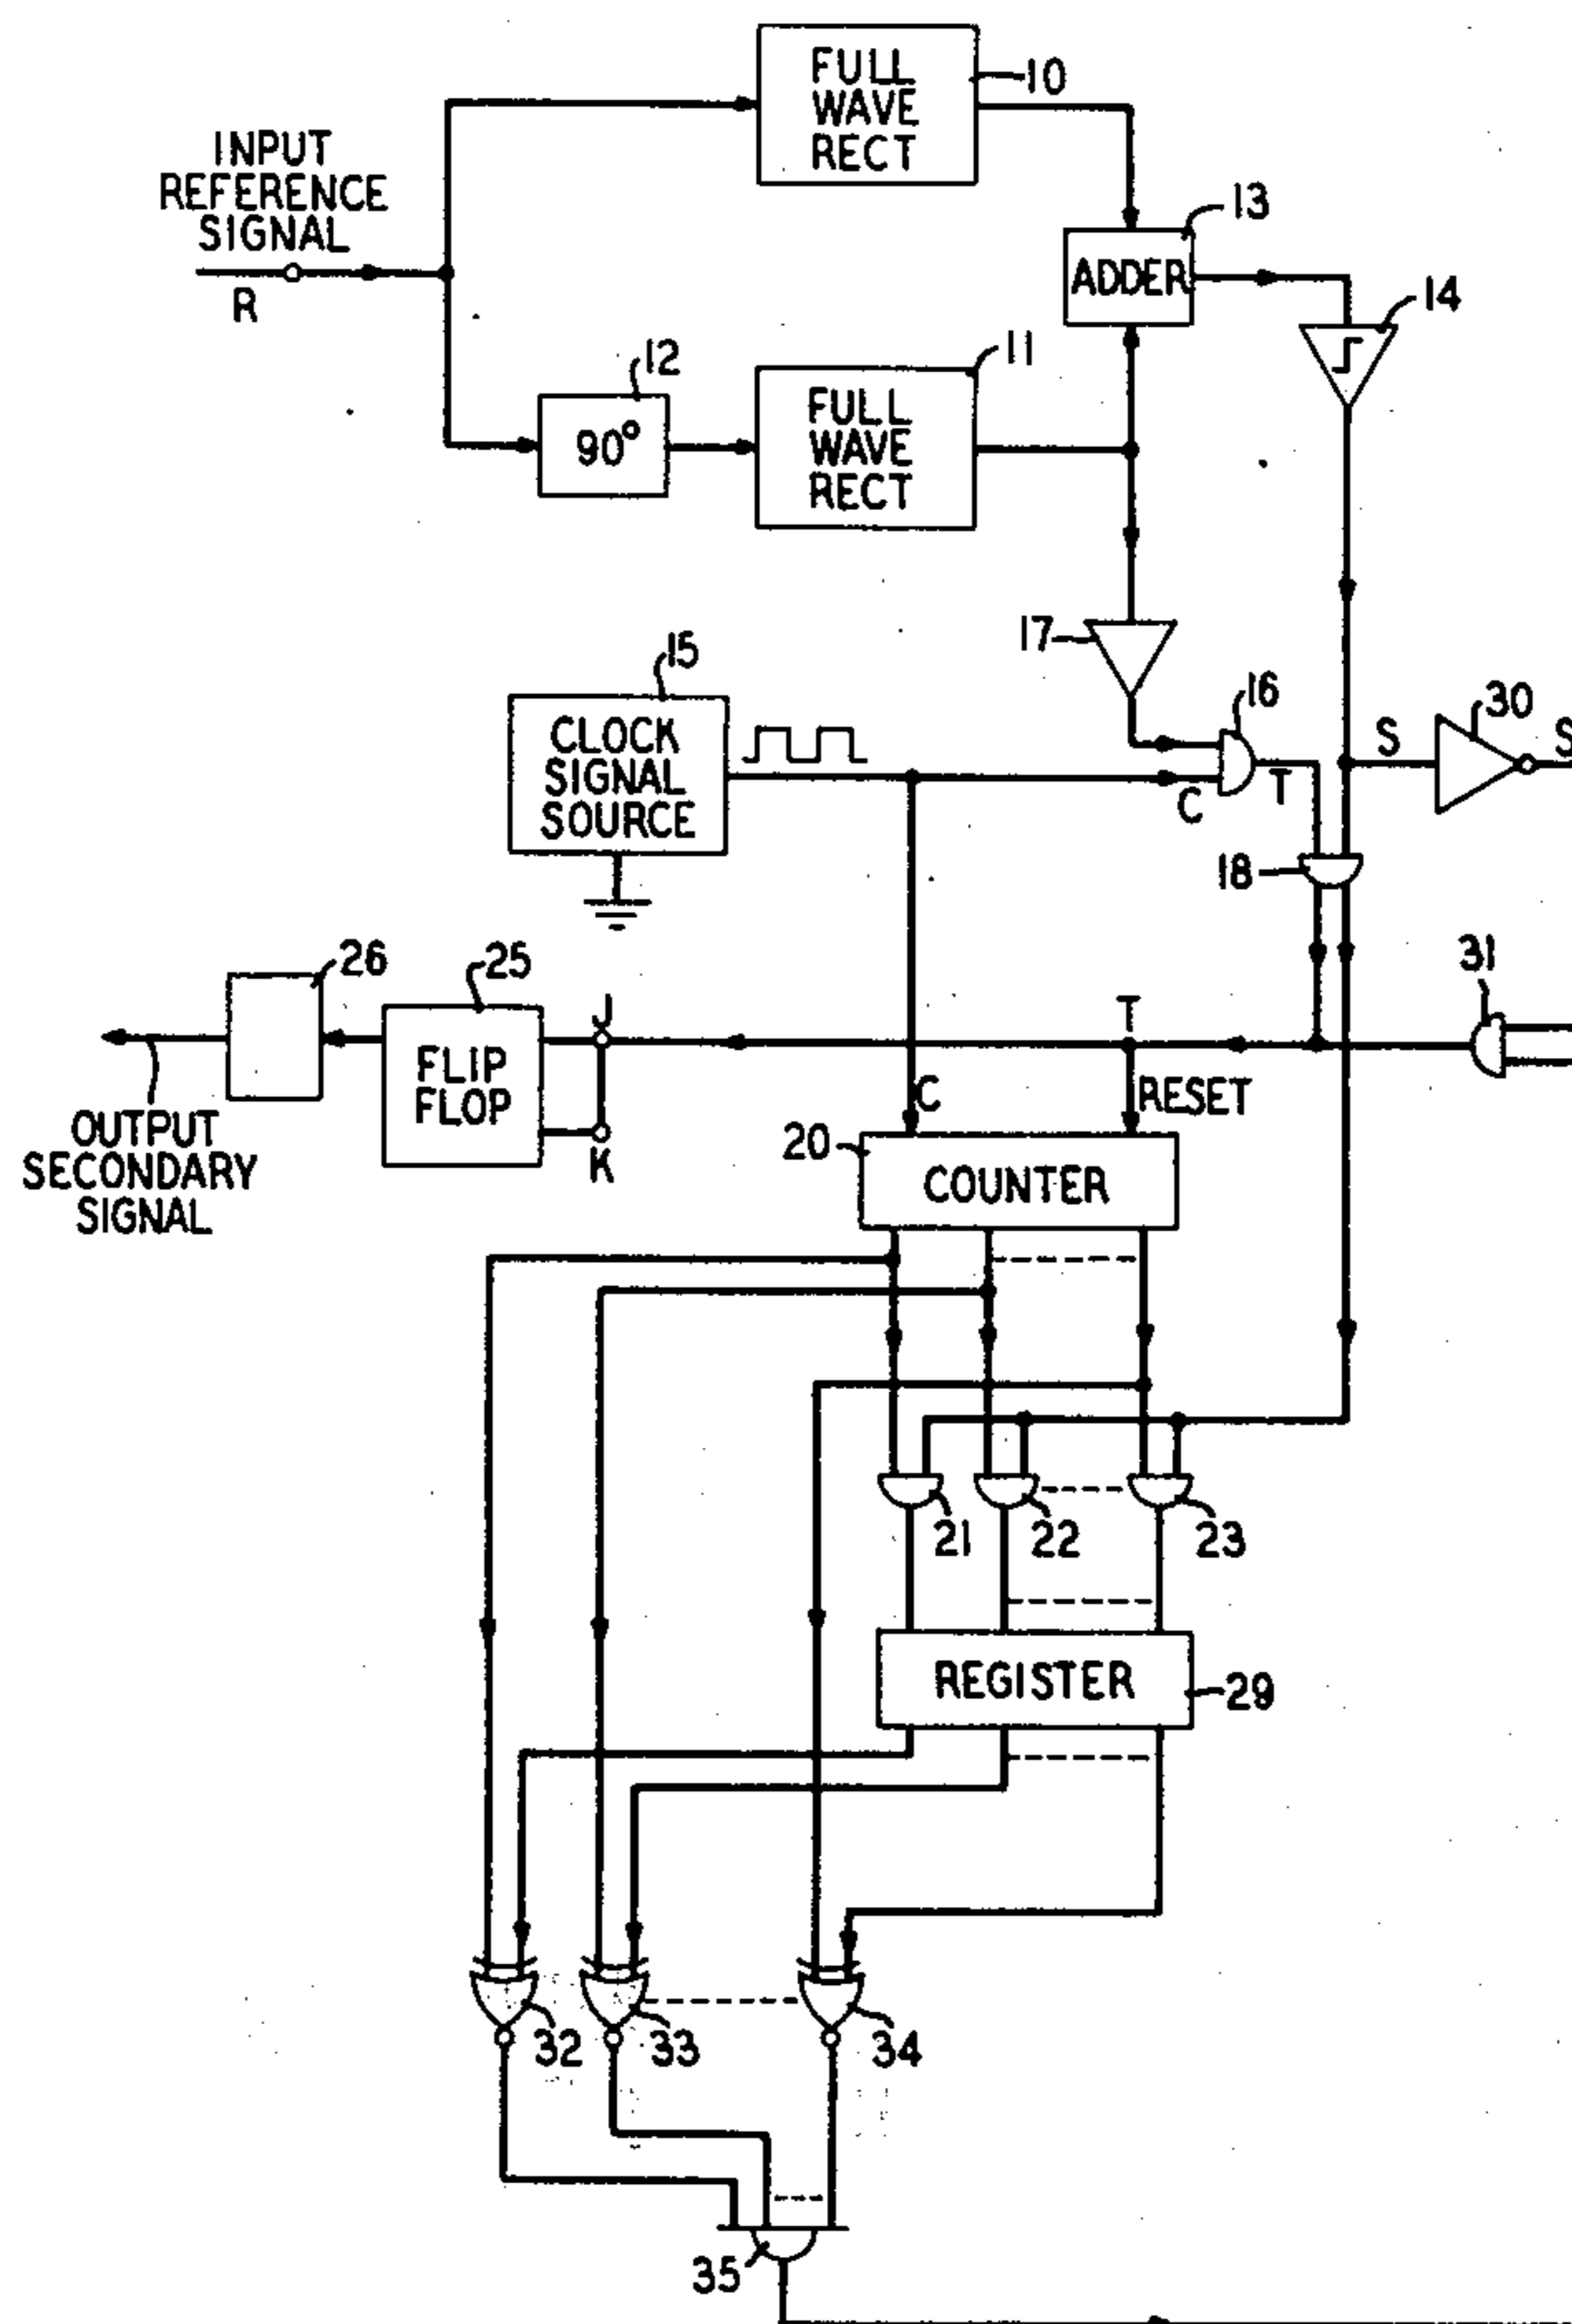 FULL
WAVE
RECT
10
INPUT
REFERENCE
SIGNAL
R
13
ADDER
14
12
90°
FULL
WAVE
RECT
11
17
15
CLOCK
SIGNAL
SOURCE
16
C
T
S
30
S
18
26
25
FLIP
FLOP
J
K
T
31
OUTPUT
SECONDARY
SIGNAL
C
RESET
20
COUNTER
21
22
23
REGISTER
29
32
33
34
35